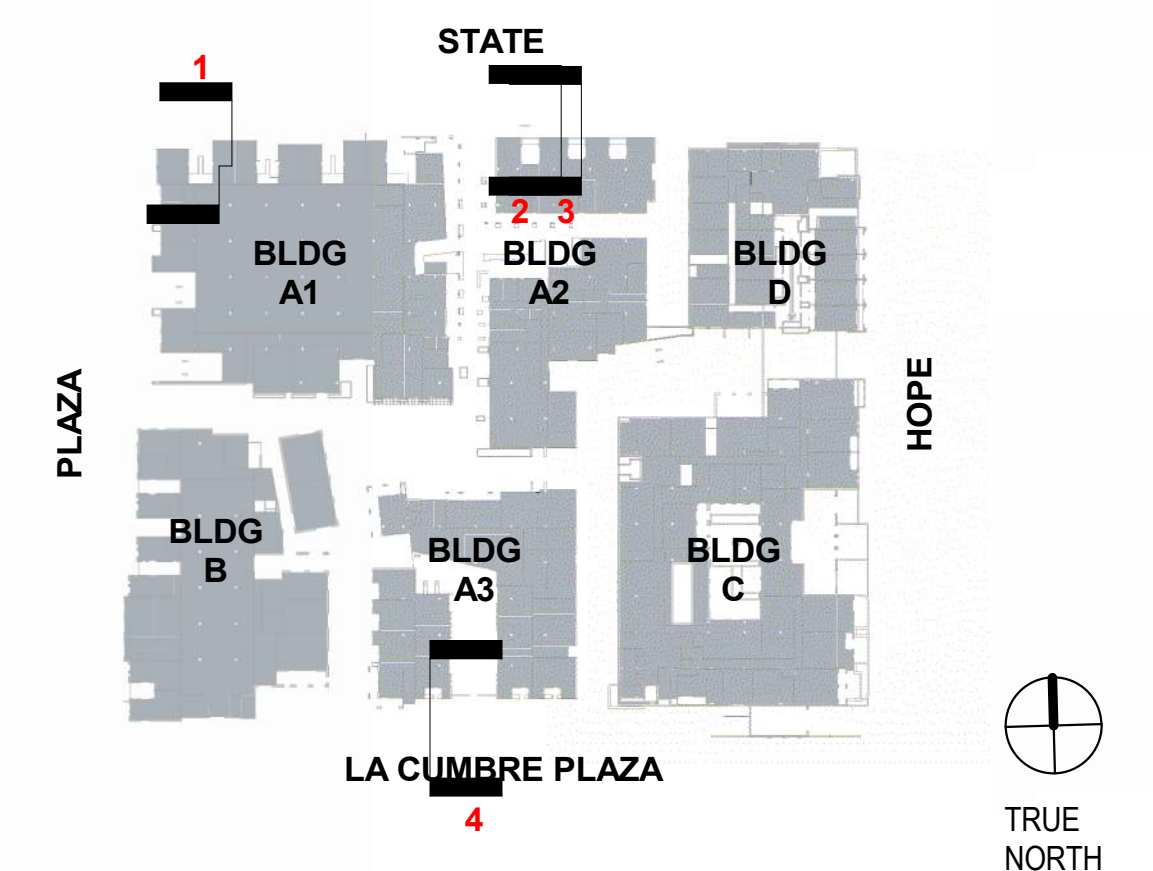 STATE
1
2 3
BLDG
A1
BLDG
A2
BLDG
D
PLAZA
HOPE
BLDG
B
BLDG
A3
BLDG
C
LA CUMBRE PLAZA
4
TRUE
NORTH